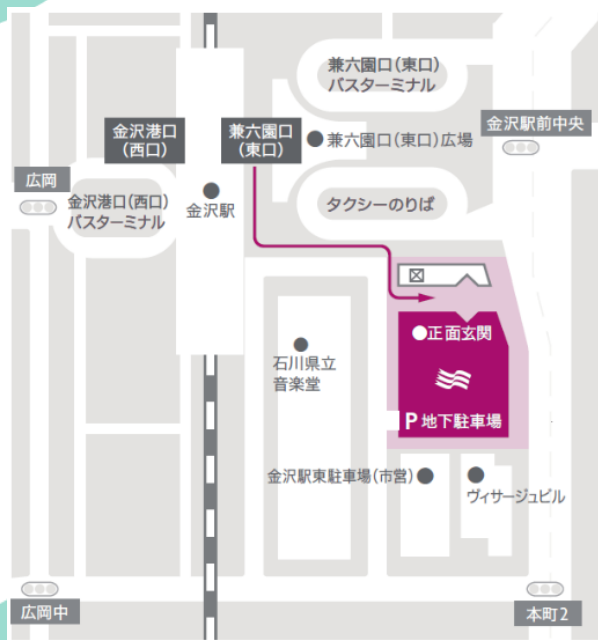 兼六園口(東口)
バスターミナル
金沢港口
(西口)
兼六園口
(東口)
兼六園口(東口)広場
金沢駅前中央
広岡
金沢港口(西口)
バスターミナル
金沢駅
タクシーのりば
正面玄関
石川県立
音楽堂
P 地下駐車場
金沢駅東駐車場(市営)
ヴィサージュビル
広岡中
本町2